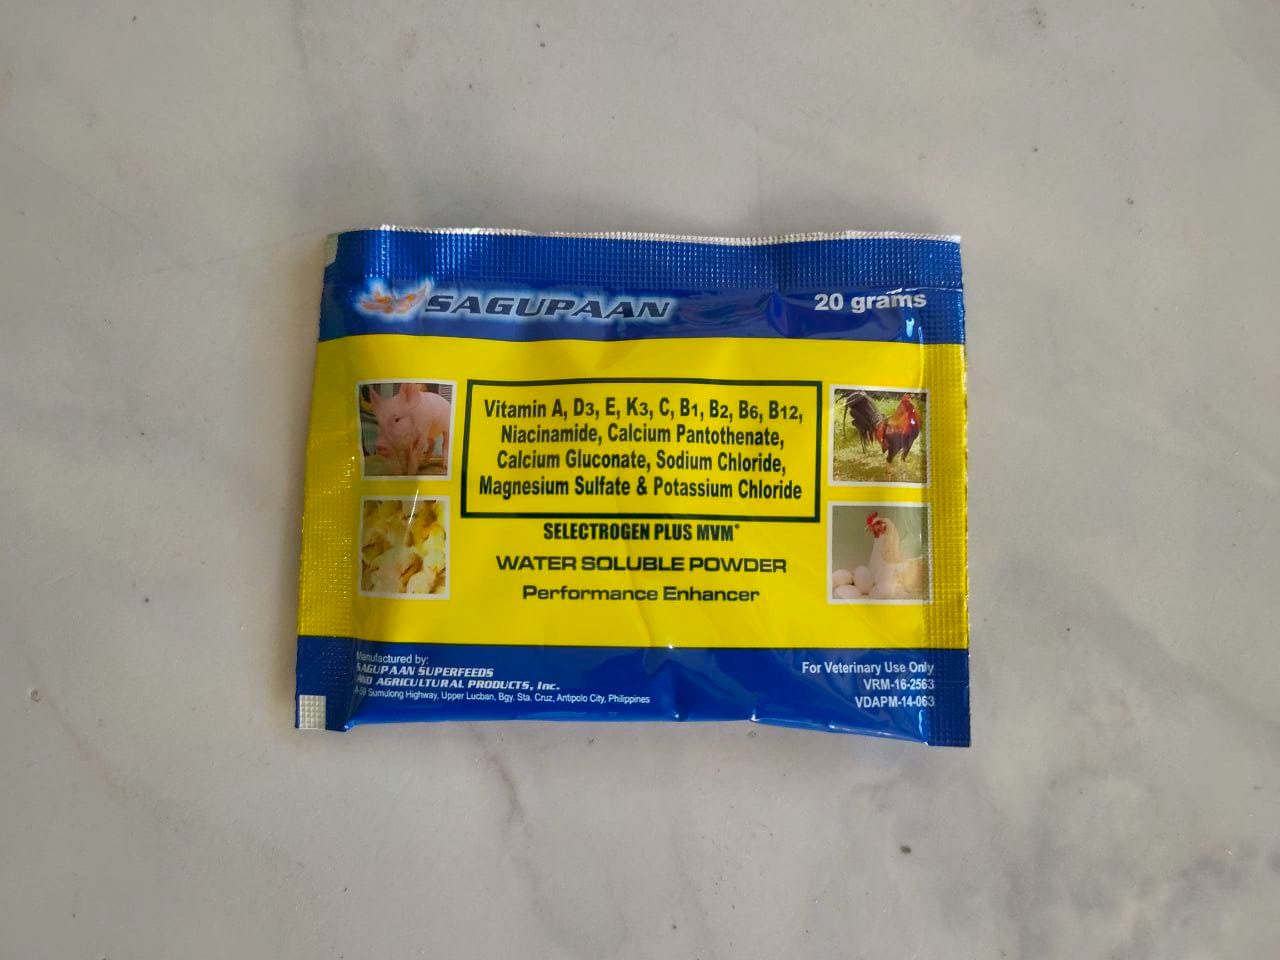 SAGUPAAN
20 grams
Vitamin A, D3, E, K3, C, B1, B2, B6, B12,
Niacinamide, Calcium Pantothenate,
Calcium Gluconate, Sodium Chloride,
Magnesium Sulfate & Potassium Chloride
SELECTROGEN PLUS MVM®
WATER SOLUBLE POWDER
Performance Enhancer
Manufactured by:
SAGUPAAN SUPERFEEDS
AND AGRICULTURAL PRODUCTS, Inc.
Sumulong Highway, Upper Lucban, Bgy. Sta. Cruz, Antipolo City, Philippines
For Veterinary Use Only
VRM-16-2563
VDAPM-14-063